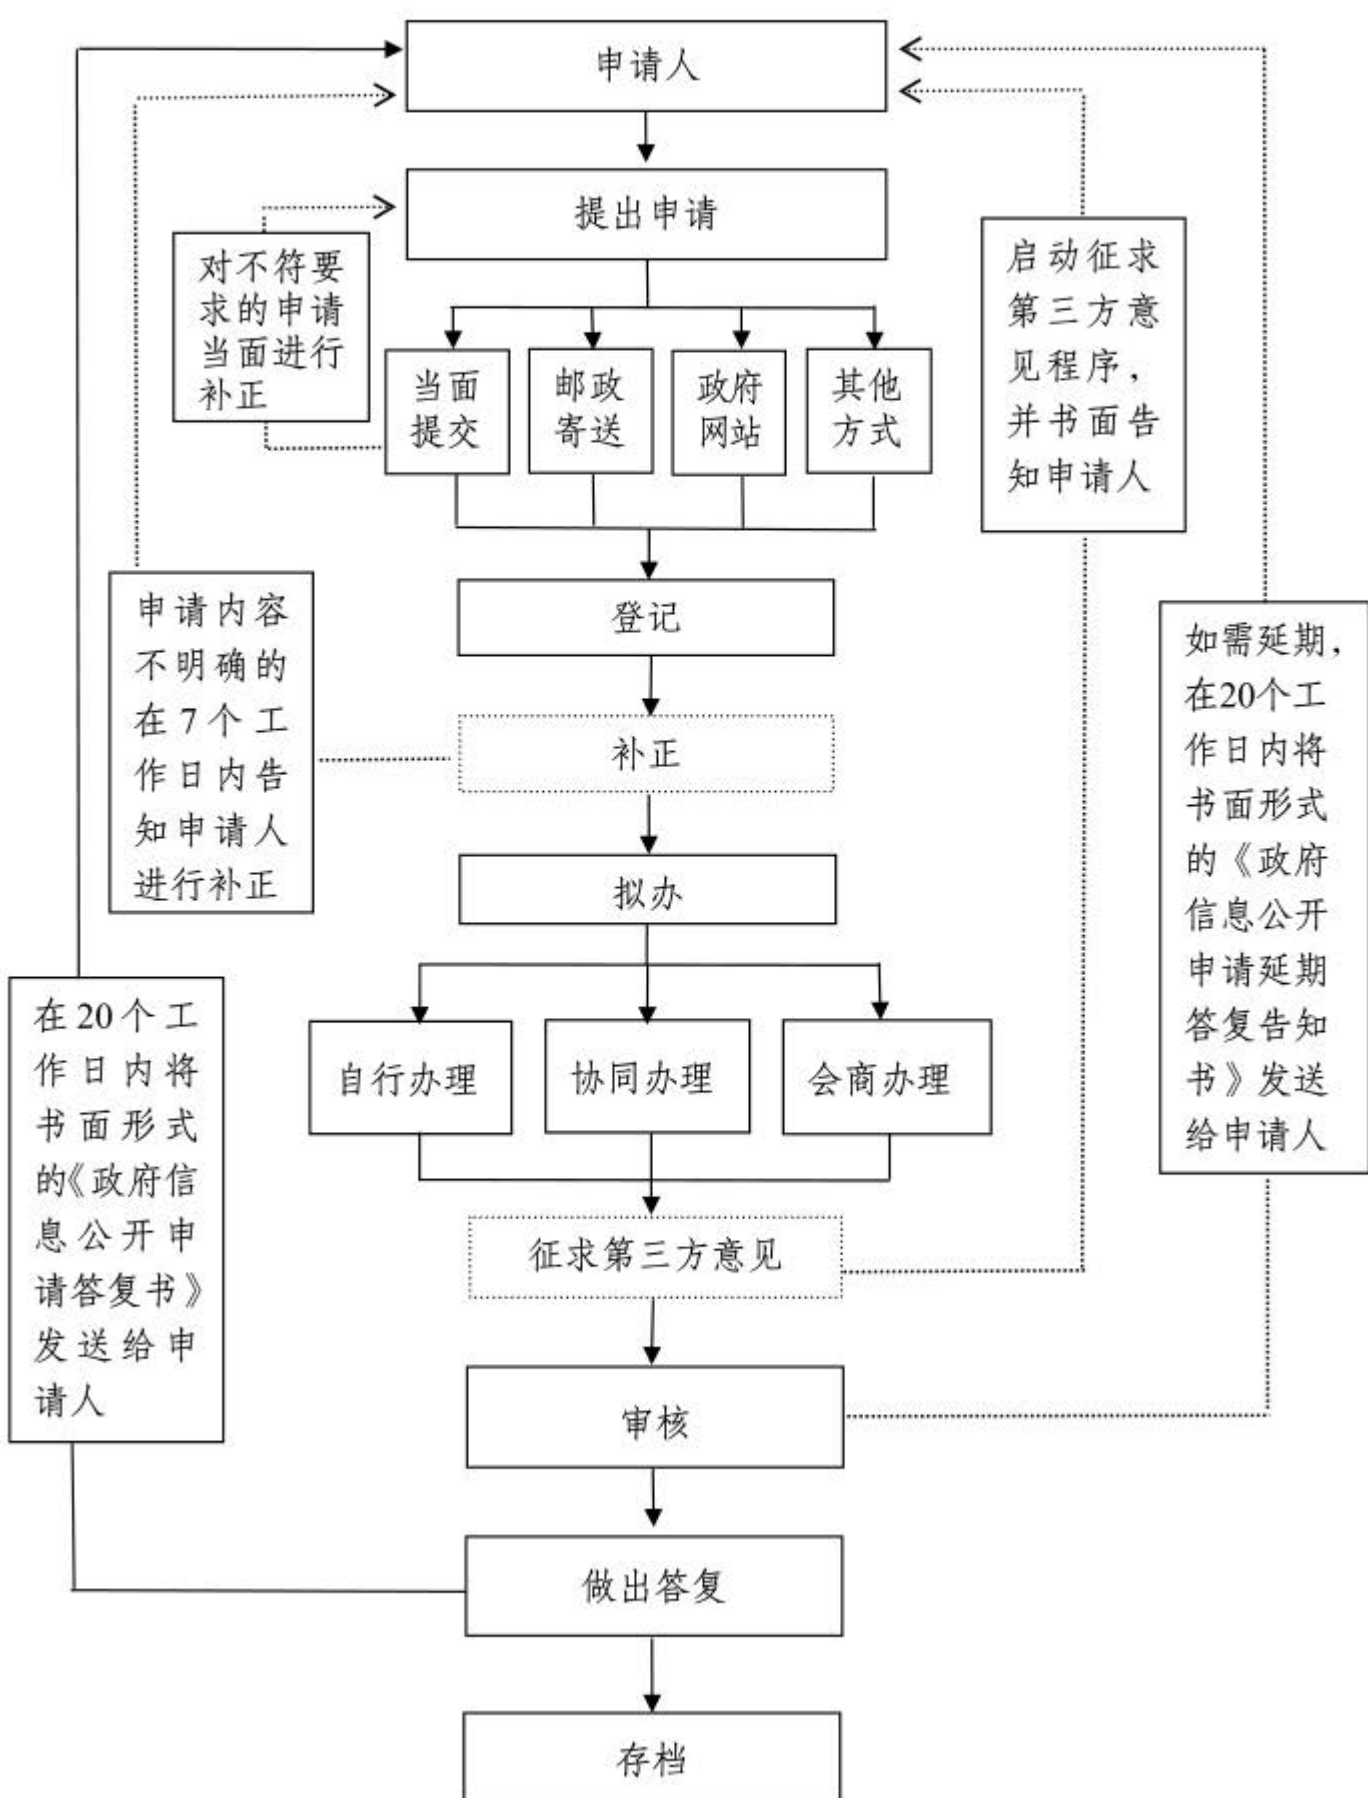 申请人
提出申请
对不符要
求的申请
当面进行
补正
当面
提交
邮政
寄送
政府
网站
其他
方式
启动征求
第三方意
见程序，
并书面告
知申请人
登记
申请内容
不明确的
在7个工
作日内告
知申请人
进行补正
补正
如需延期，
在20个工
作日内将
书面形式
的《政府
信息公开
申请延期
答复告知
书》发送
给申请人
拟办
自行办理
协同办理
会商办理
在20个工
作日内将
书面形式
的《政府信
息公开申
请答复书》
发送给申
请人
征求第三方意见
审核
做出答复
存档